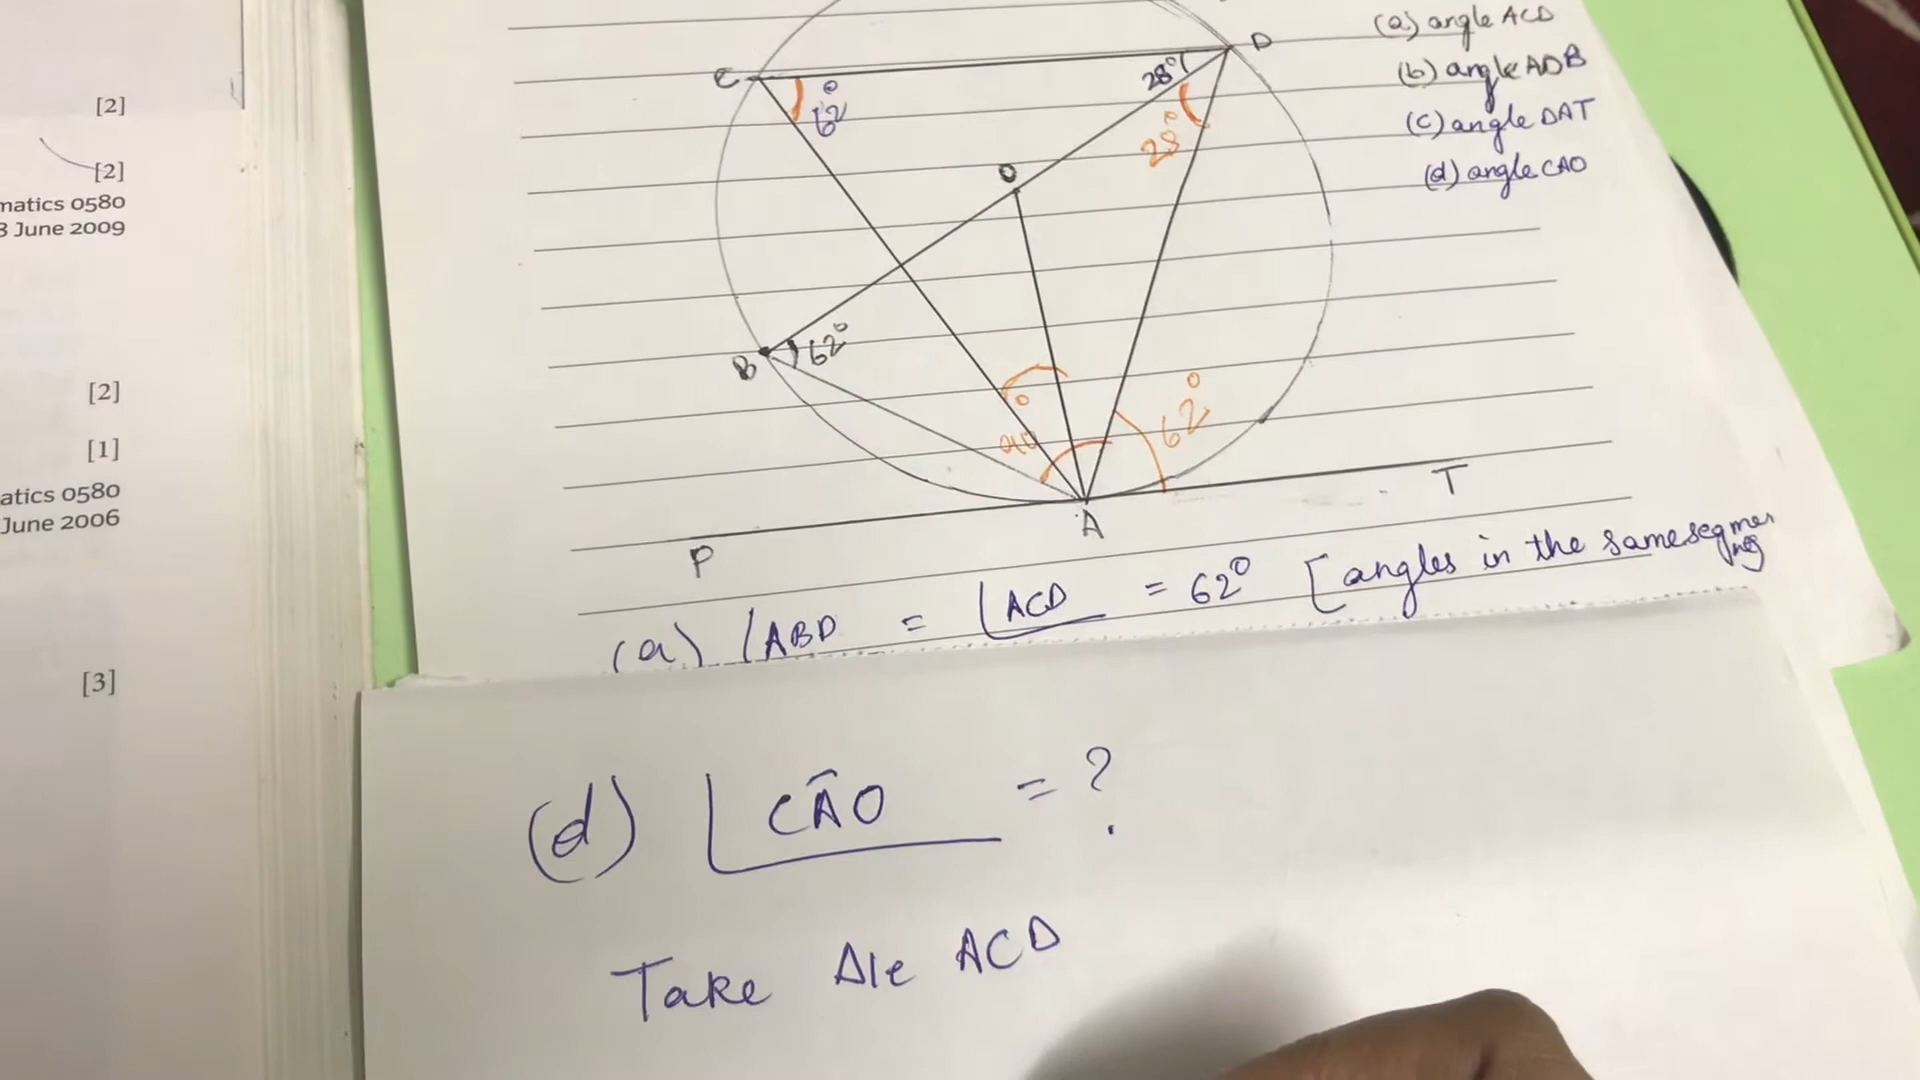 [2]
[2]
matics 0580
3 June 2009
[2]
[1]
atics 0580
June 2006
[3]
(a) angle ACD
(b) angle ADB
(c) angle DAT
(d) angle CAO
C
D
62°
28°
28°
O
B
62°
90°
62°
P
A
T
(a) ∠ABD = ∠ACD = 62° [angles in the same segment
(d) ∠CÂO = ?
Take Δle ACD